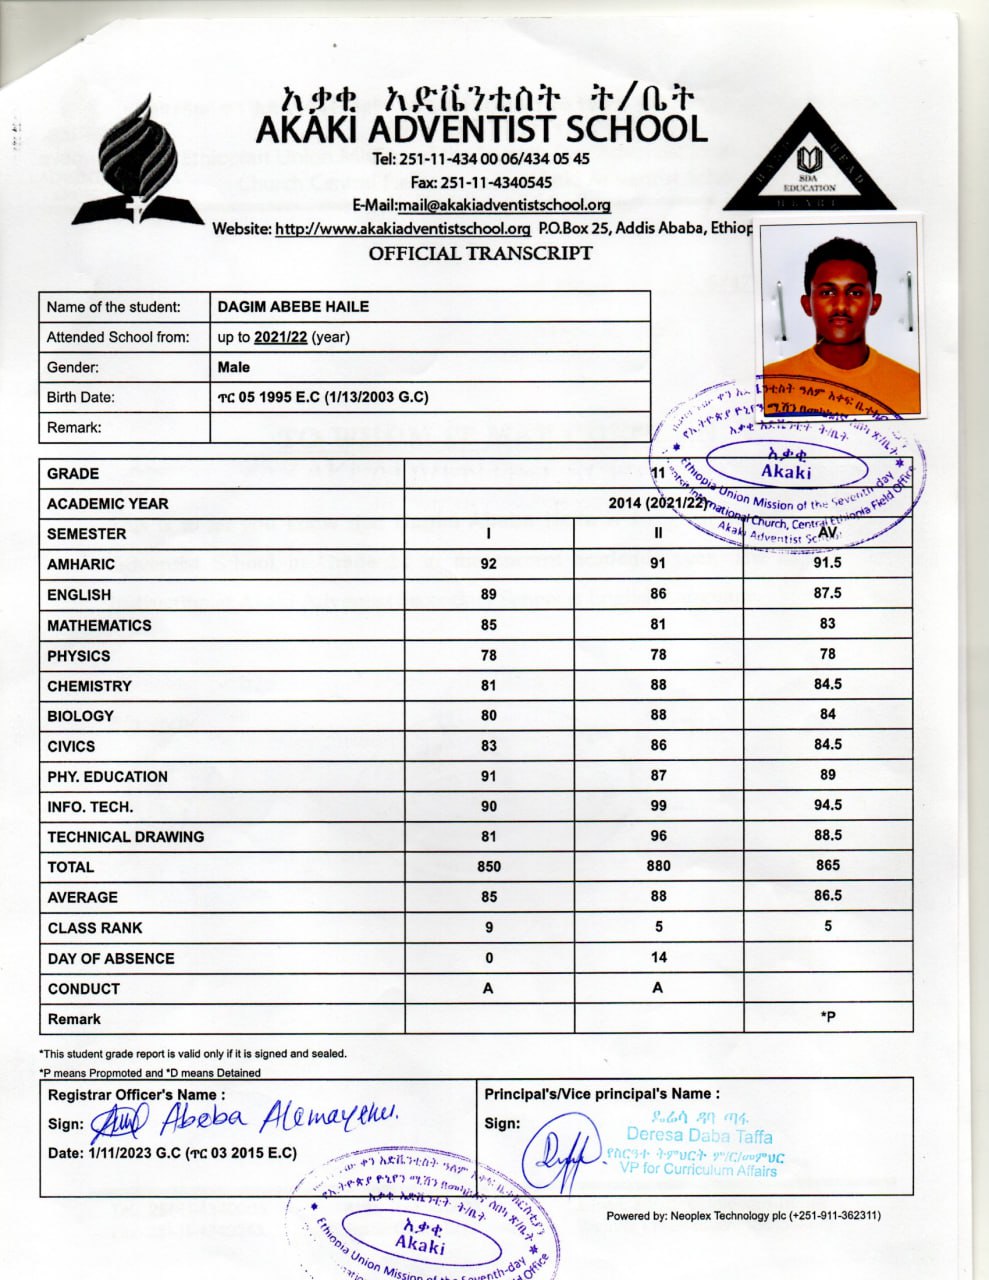 አቃቂ አድቬንቲስት ት/ቤት
AKAKI ADVENTIST SCHOOL
Tel: 251-11-434 00 06/434 05 45
Fax: 251-11-4340545
E-Mail:mail@akakiadventistschool.org
Website: http://www.akakiadventistschool.org P.O.Box 25, Addis Ababa, Ethiop
OFFICIAL TRANSCRIPT
HAND HEAD
SDA
EDUCATION
HEART
Name of the student: DAGIM ABEBE HAILE
Attended School from: up to 2021/22 (year)
Gender: Male
Birth Date: ጥር 05 1995 E.C (1/13/2003 G.C)
Remark:
አቃቂ
Akaki
Ethiopia Union Mission of the Seventh-day
International Church, Central Ethiopia Field Office
Akaki Adventist School
GRADE 11
ACADEMIC YEAR 2014 (2021/22)
SEMESTER I II AV
AMHARIC 92 91 91.5
ENGLISH 89 86 87.5
MATHEMATICS 85 81 83
PHYSICS 78 78 78
CHEMISTRY 81 88 84.5
BIOLOGY 80 88 84
CIVICS 83 86 84.5
PHY. EDUCATION 91 87 89
INFO. TECH. 90 99 94.5
TECHNICAL DRAWING 81 96 88.5
TOTAL 850 880 865
AVERAGE 85 88 86.5
CLASS RANK 9 5 5
DAY OF ABSENCE 0 14
CONDUCT A A
Remark *P
*This student grade report is valid only if it is signed and sealed.
*P means Propmoted and *D means Detained
Registrar Officer's Name :
Sign: Abeba Alemayehu.
Date: 1/11/2023 G.C (ጥር 03 2015 E.C)
Principal's/Vice principal's Name :
Sign:
ደሬሳ ዳባ ጣፋ
Deresa Daba Taffa
የስርዓተ ትምህርት ም/ር/መምህር
VP for Curriculum Affairs
Powered by: Neoplex Technology plc (+251-911-362311)
አቃቂ አድቬንቲስት ት/ቤት
አቃቂ
Akaki
Ethiopia Union Mission of the Seventh-day
Field Office